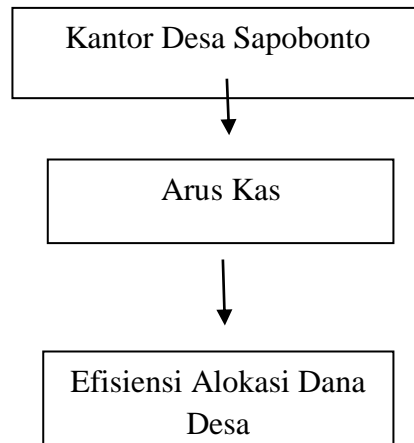 Kantor Desa Sapobonto
Arus Kas
Efisiensi Alokasi Dana
Desa